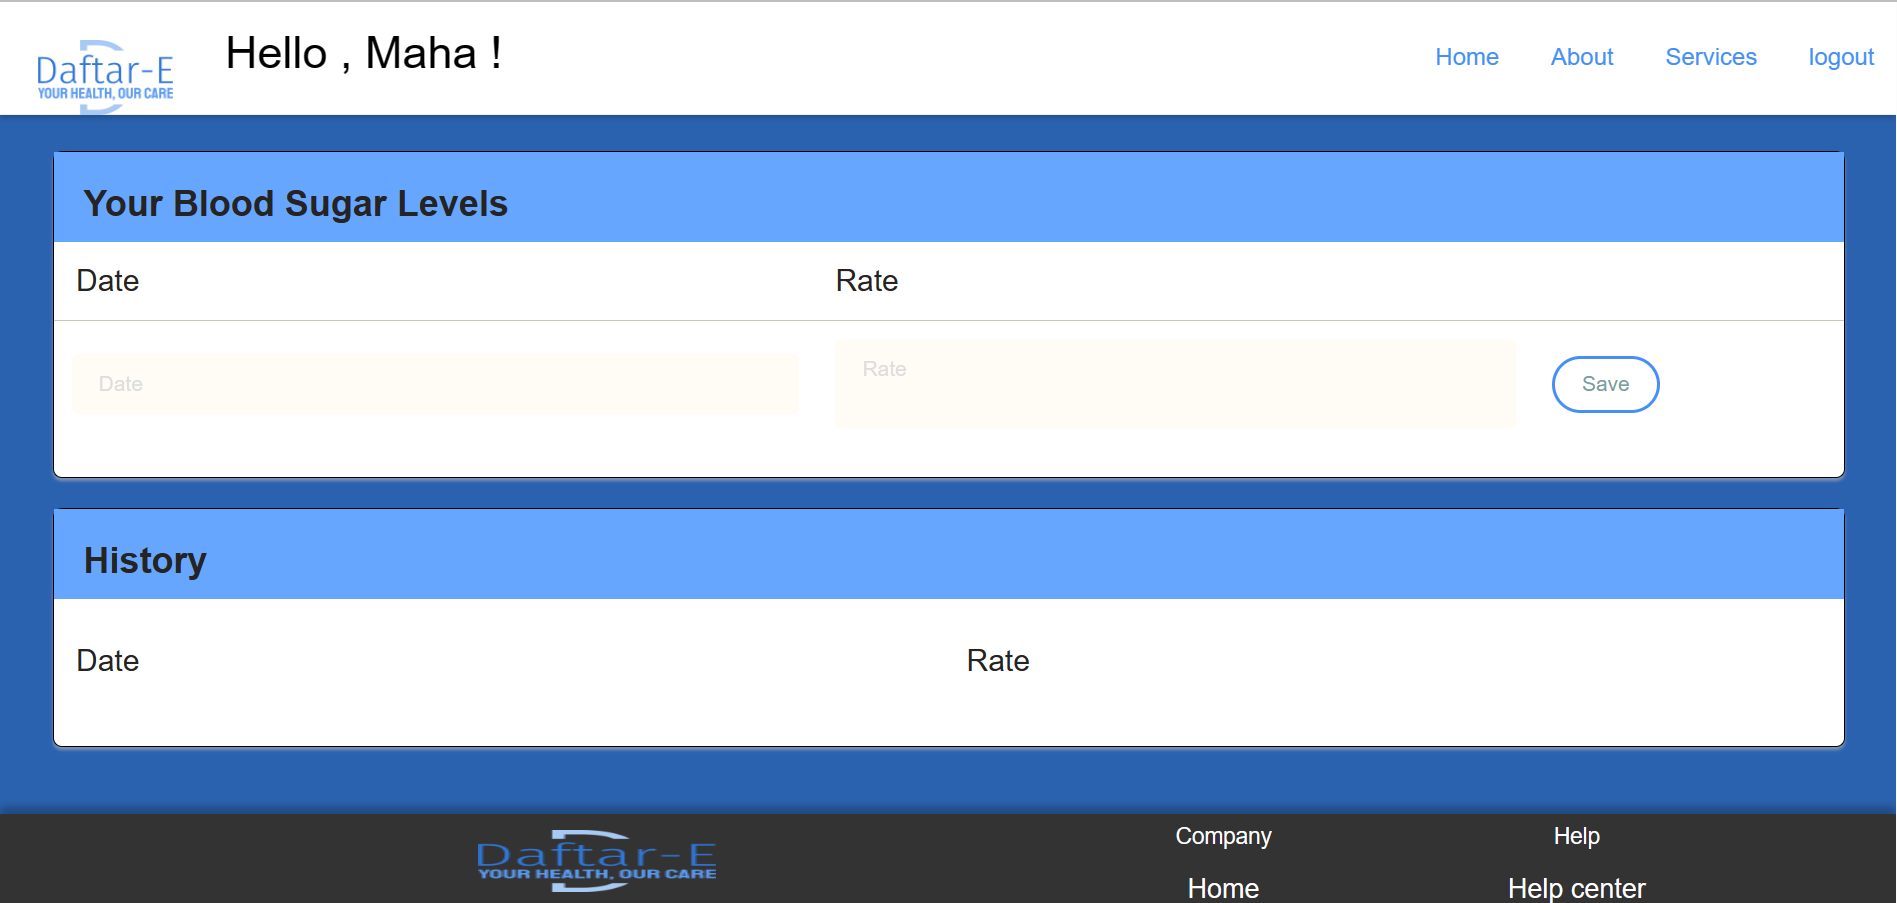 Daftar-E
YOUR HEALTH, OUR CARE
Hello , Maha !
Home About Services logout
Your Blood Sugar Levels
Date Rate
Date Rate Save
History
Date Rate
Daftar-E
YOUR HEALTH, OUR CARE
Company Help
Home Help center